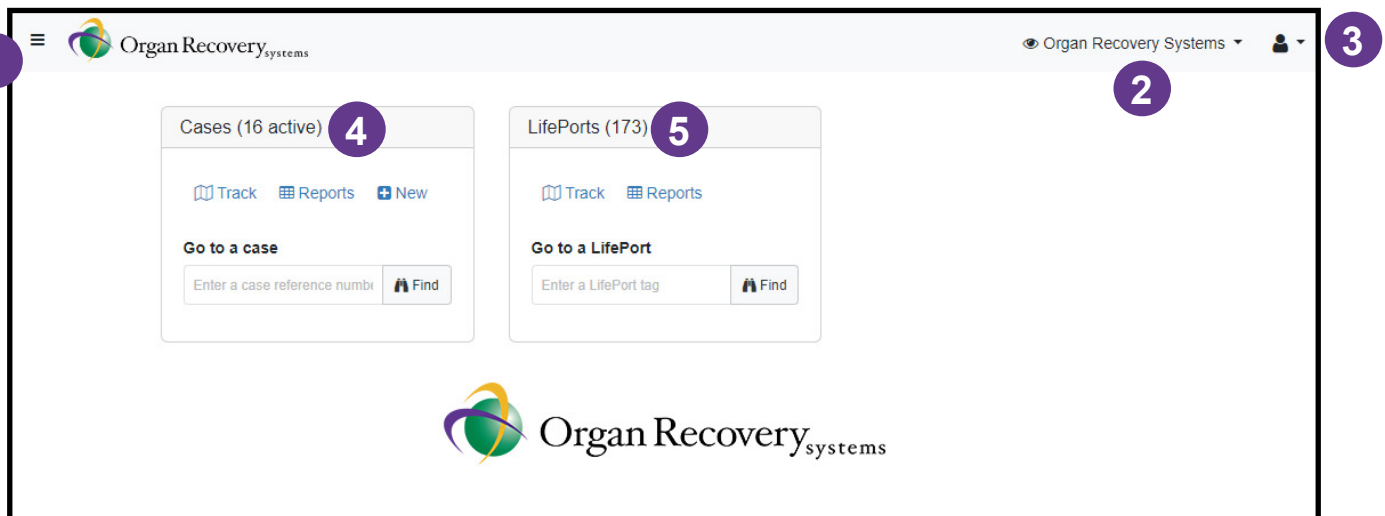 Organ Recovery systems
Organ Recovery Systems
3
2
Cases (16 active)
4
LifePorts (173)
5
Track Reports New
Track Reports
Go to a case
Go to a LifePort
Enter a case reference numbe
Find
Enter a LifePort tag
Find
Organ Recovery systems